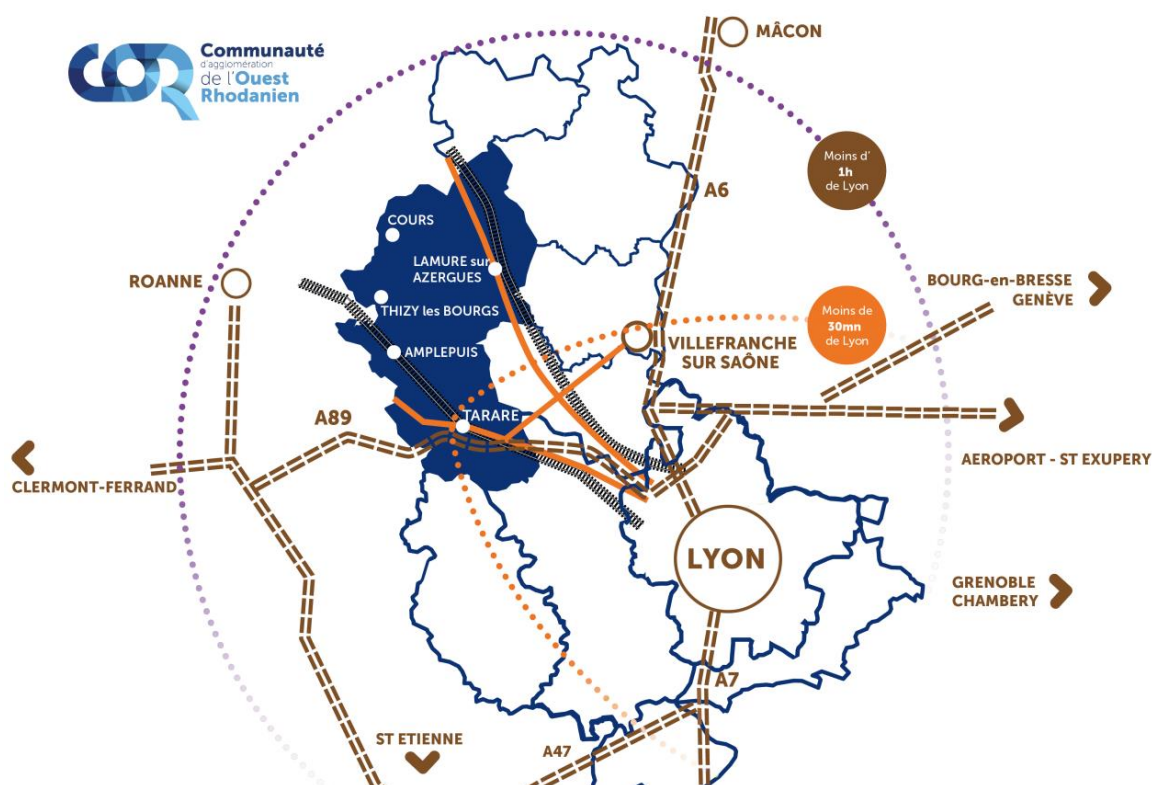 COR
Communauté
d'agglomération
de l'Ouest
Rhodanien
MÂCON
Moins d'
1h
de Lyon
A6
COURS
LAMURE sur
AZERGUES
ROANNE
BOURG-en-BRESSE
GENÈVE
THIZY les BOURGS
Moins de
30mn
de Lyon
VILLEFRANCHE
SUR SAÔNE
AMPLEPUIS
TARARE
A89
AEROPORT - ST EXUPERY
CLERMONT-FERRAND
LYON
GRENOBLE
CHAMBERY
A7
ST ETIENNE
A47